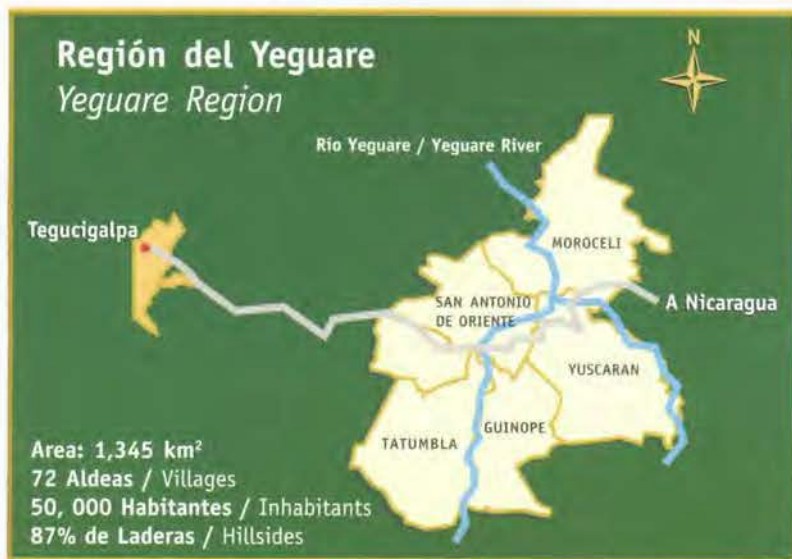 Región del Yeguare
Yeguare Region
N
Rio Yeguare / Yeguare River
Tegucigalpa
MOROCELI
SAN ANTONIO
DE ORIENTE
A Nicaragua
YUSCARAN
GUINOPE
TATUMBLA
Area: 1,345 km²
72 Aldeas / Villages
50, 000 Habitantes / Inhabitants
87% de Laderas / Hillsides